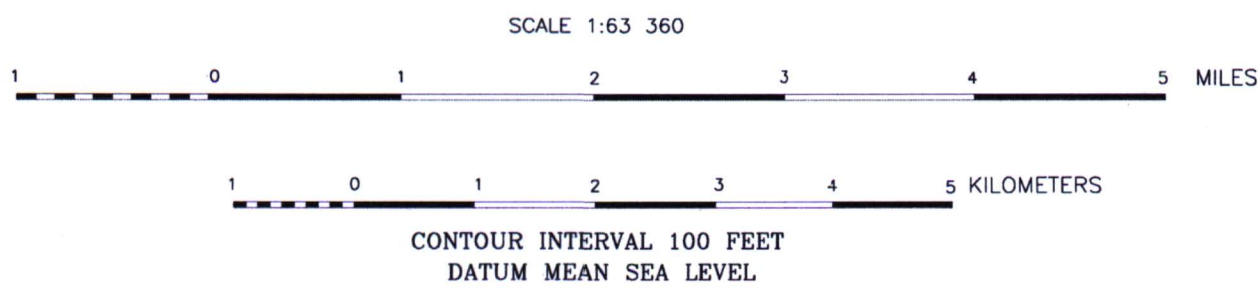 SCALE 1:63 360
1 0 1 2 3 4 5 MILES
1 0 1 2 3 4 5 KILOMETERS
CONTOUR INTERVAL 100 FEET
DATUM MEAN SEA LEVEL